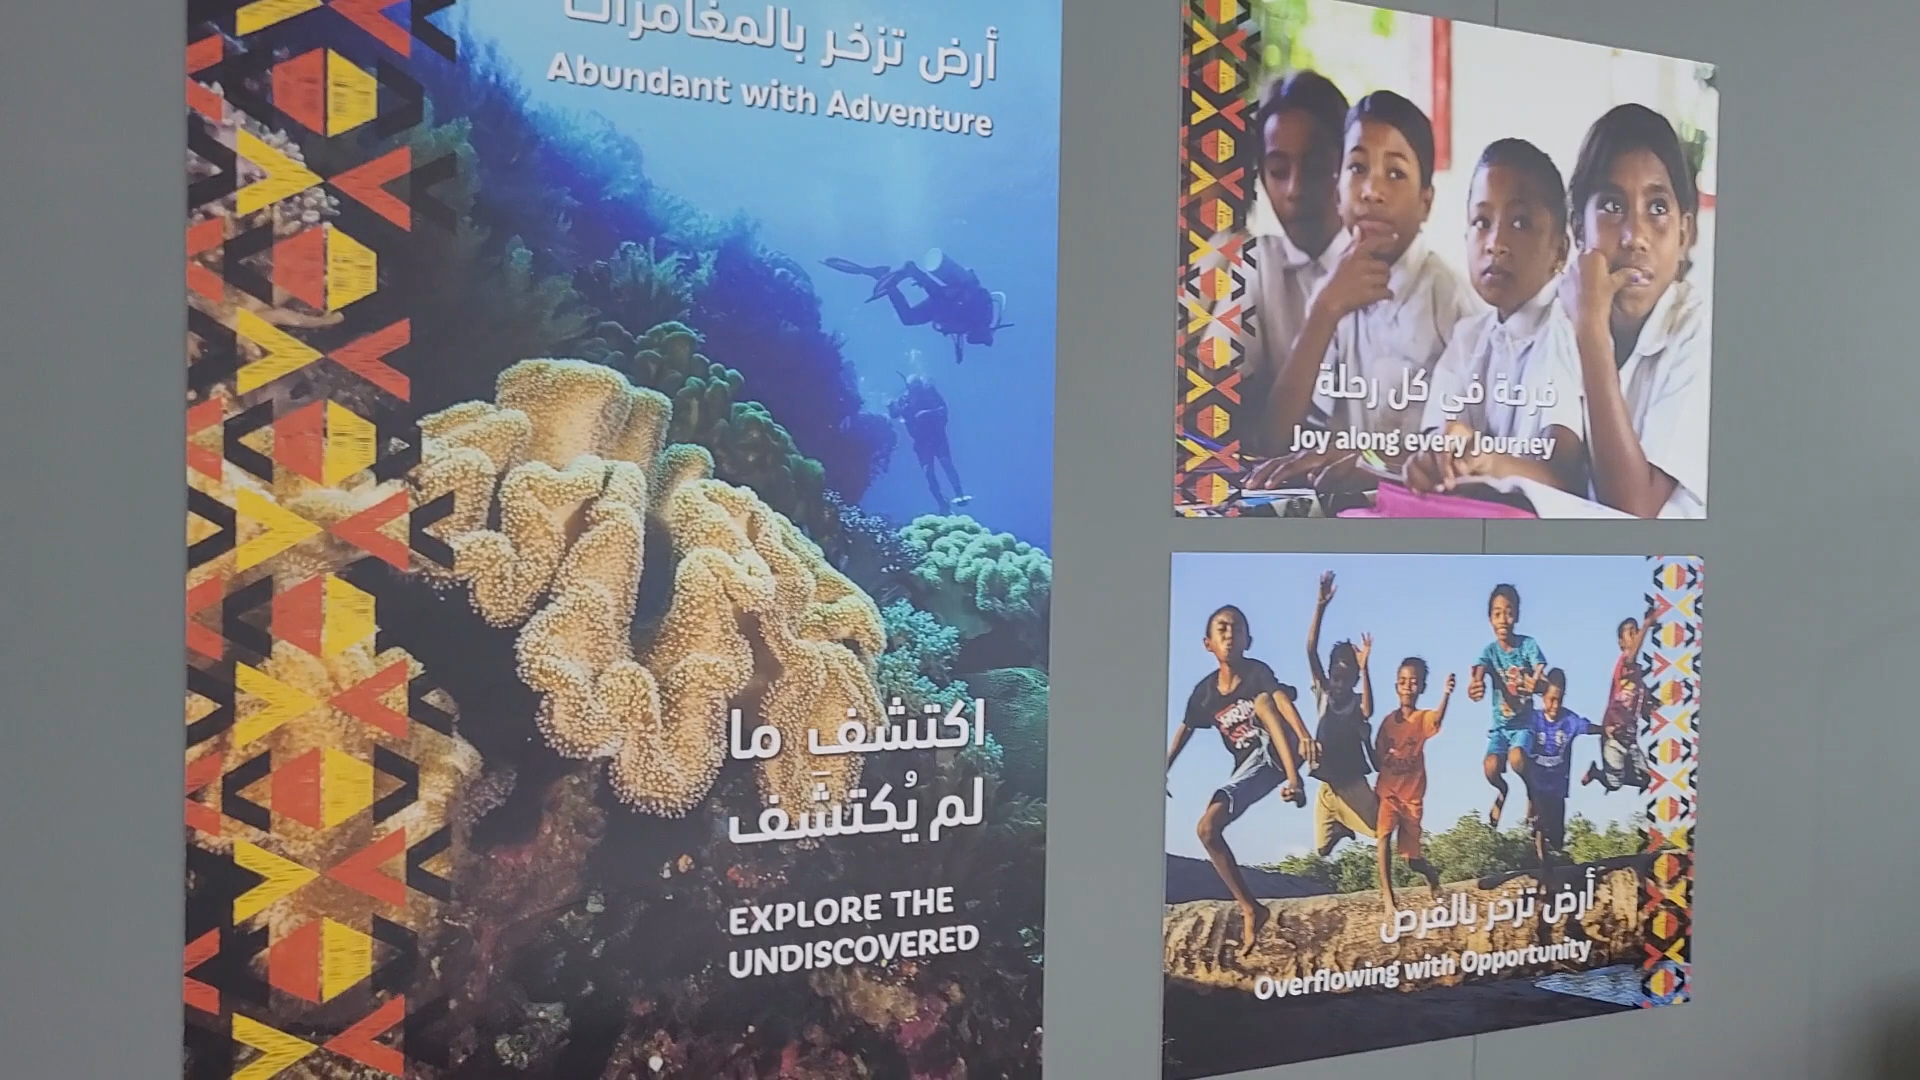 أرض تزخر بالمغامرات
Abundant with Adventure
اكتشفِ ما
لم يُكتشف
EXPLORE THE
UNDISCOVERED
فرحة في كل رحلة
Joy along every Journey
أرض تزخر بالفرص
Overflowing with Opportunity